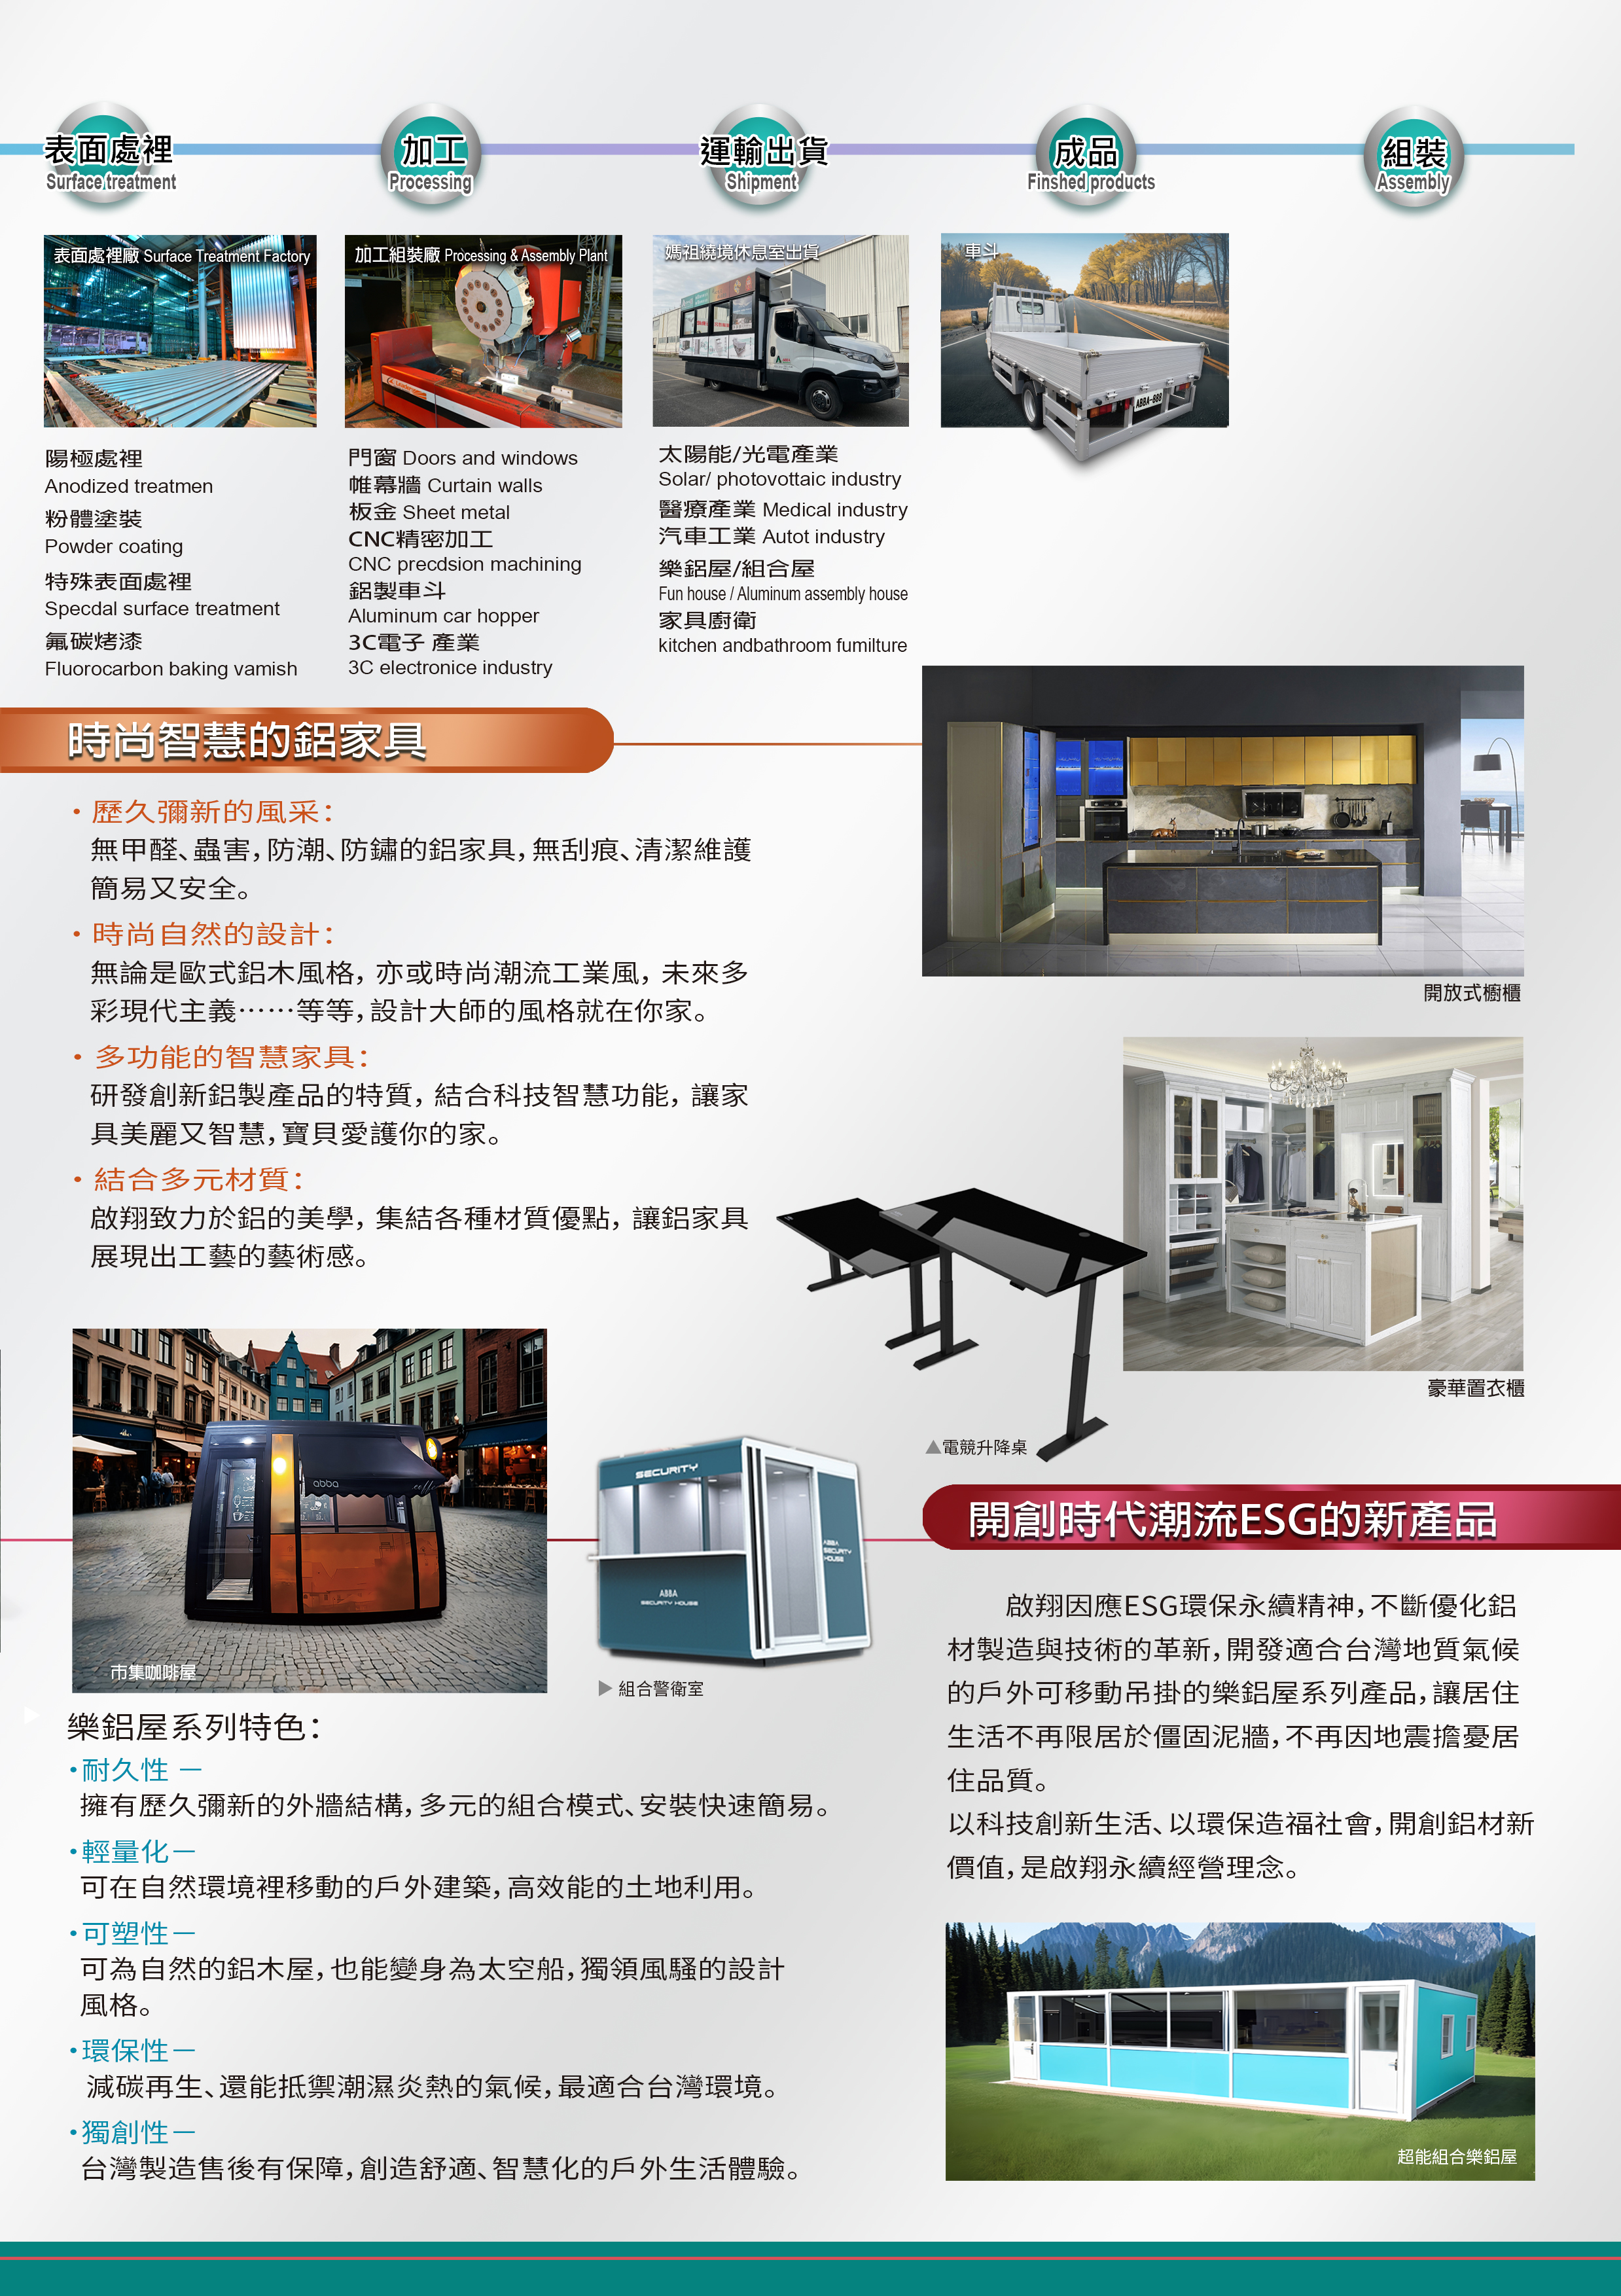 表面處裡
Surface treatment
加工
Processing
運輸出貨
Shipment
成品
Finshed products
組裝
Assembly
表面處裡廠 Surface Treatment Factory
加工組裝廠 Processing & Assembly Plant
媽祖繞境休息室出貨
車斗
ABBA-888
陽極處裡
Anodized treatmen
粉體塗裝
Powder coating
特殊表面處裡
Specdal surface treatment
氟碳烤漆
Fluorocarbon baking vamish
門窗 Doors and windows
帷幕牆 Curtain walls
板金 Sheet metal
CNC精密加工
CNC precdsion machining
鋁製車斗
Aluminum car hopper
3C電子 產業
3C electronice industry
太陽能/光電產業
Solar/ photovottaic industry
醫療產業 Medical industry
汽車工業 Autot industry
樂鋁屋/組合屋
Fun house / Aluminum assembly house
家具廚衛
kitchen andbathroom fumilture
時尚智慧的鋁家具
・歷久彌新的風采：
無甲醛、蟲害，防潮、防鏽的鋁家具，無刮痕、清潔維護
簡易又安全。
・時尚自然的設計：
無論是歐式鋁木風格，亦或時尚潮流工業風，未來多
彩現代主義……等等，設計大師的風格就在你家。
・多功能的智慧家具：
研發創新鋁製產品的特質，結合科技智慧功能，讓家
具美麗又智慧，寶貝愛護你的家。
・結合多元材質：
啟翔致力於鋁的美學，集結各種材質優點，讓鋁家具
展現出工藝的藝術感。
開放式櫥櫃
豪華置衣櫃
▲電競升降桌
abba
市集咖啡屋
SECURITY
ABBA
SECURITY HOUSE
ABBA
SECURITY
HOUSE
▶ 組合警衛室
樂鋁屋系列特色：
・耐久性 －
擁有歷久彌新的外牆結構，多元的組合模式、安裝快速簡易。
・輕量化－
可在自然環境裡移動的戶外建築，高效能的土地利用。
・可塑性－
可為自然的鋁木屋，也能變身為太空船，獨領風騷的設計
風格。
・環保性－
減碳再生、還能抵禦潮濕炎熱的氣候，最適合台灣環境。
・獨創性－
台灣製造售後有保障，創造舒適、智慧化的戶外生活體驗。
開創時代潮流ESG的新產品
啟翔因應ESG環保永續精神，不斷優化鋁
材製造與技術的革新，開發適合台灣地質氣候
的戶外可移動吊掛的樂鋁屋系列產品，讓居住
生活不再限居於僵固泥牆，不再因地震擔憂居
住品質。
以科技創新生活、以環保造福社會，開創鋁材新
價值，是啟翔永續經營理念。
超能組合樂鋁屋